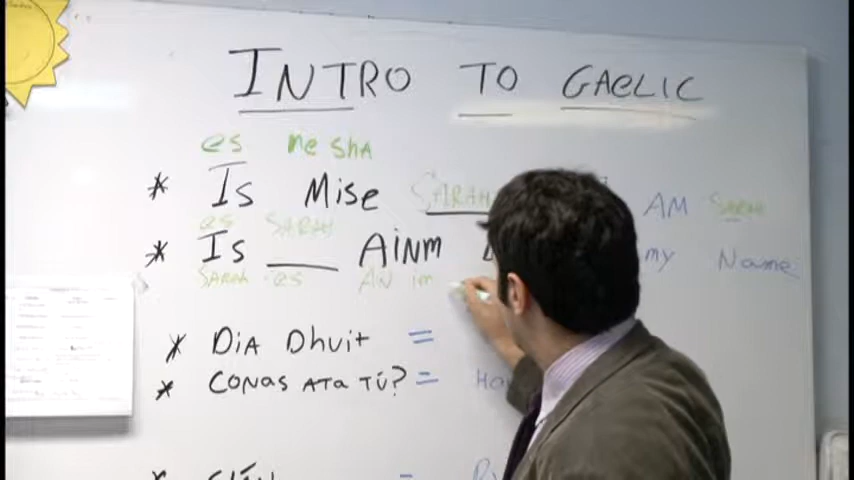 INTRO TO GAELIC
es me ShA
* Is Mise SARAH AM SARAH
es SARAH
* Is ___ AINM my Name
SARAH es AN im
* DiA Dhuit =
* CONAS ATA TÚ? =
* SLÁN =